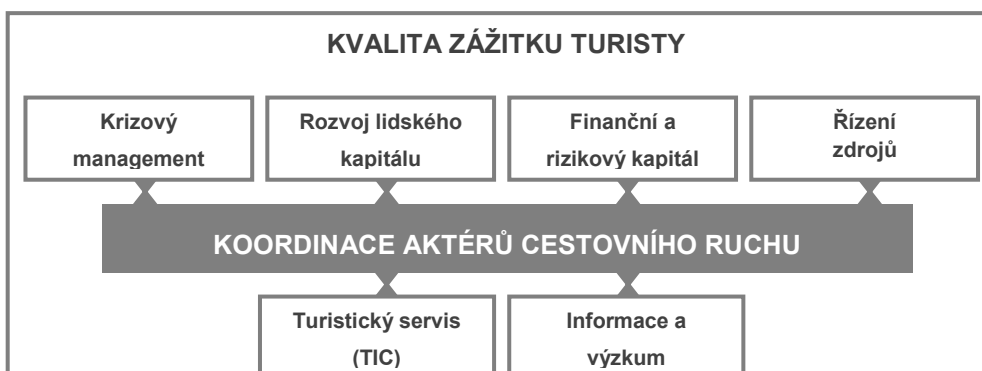 KVALITA ZÁŽITKU TURISTY
Krizový
management
Rozvoj lidského
kapitálu
Finanční a
rizikový kapitál
Řízení
zdrojů
KOORDINACE AKTÉRŮ CESTOVNÍHO RUCHU
Turistický servis
(TIC)
Informace a
výzkum